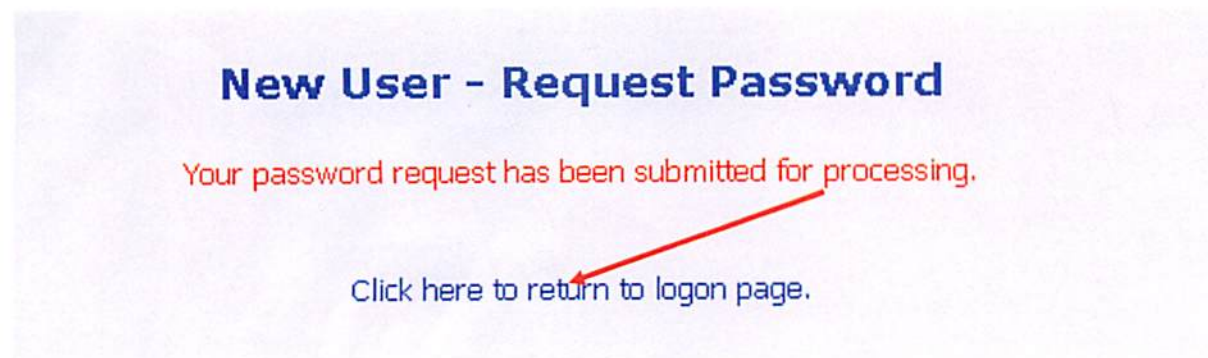 New User - Request Password
Your password request has been submitted for processing.
Click here to return to logon page.